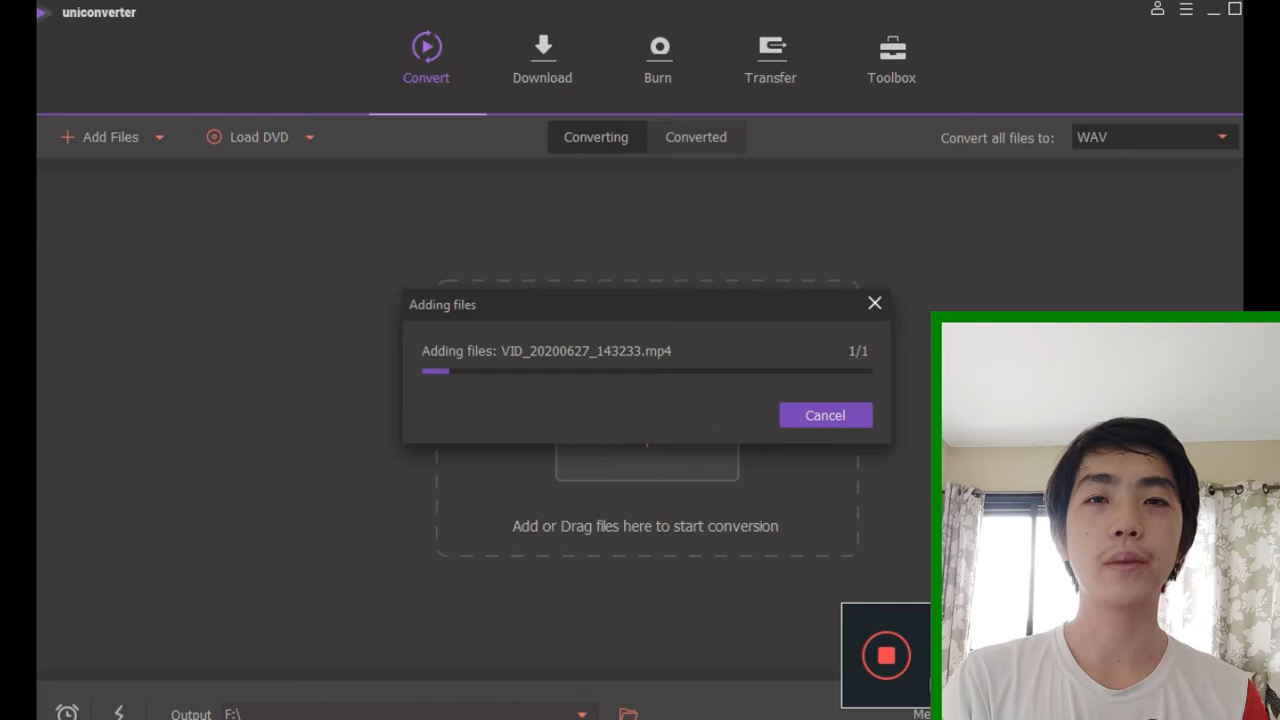 uniconverter
Convert
Download
Burn
Transfer
Toolbox
Add Files
Load DVD
Converting
Converted
Convert all files to:
WAV
Adding files
Adding files: VID_20200627_143233.mp4
1/1
Cancel
Add or Drag files here to start conversion
Output
F:\
Me